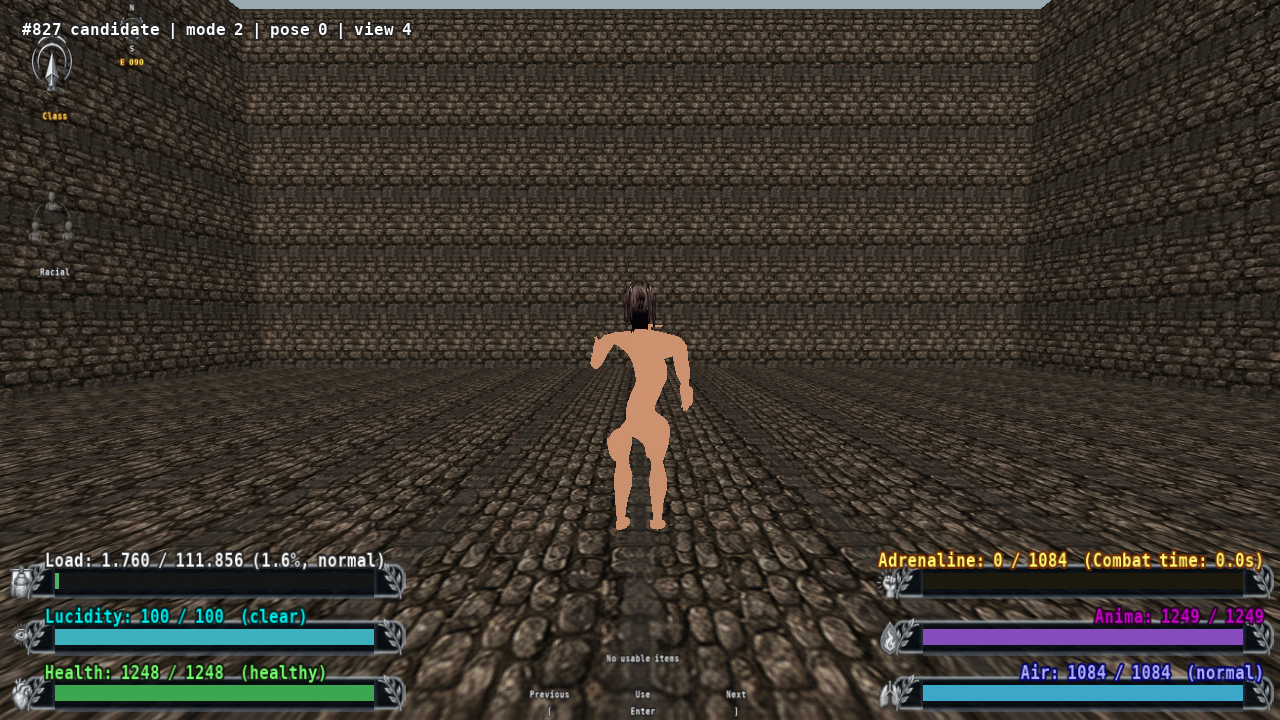 #827 candidate | mode 2 | pose 0 | view 4
N
S
E 090
Class
Racial
Load: 1.760 / 111.856 (1.6%, normal)
Adrenaline: 0 / 1084 (Combat time: 0.0s)
Lucidity: 100 / 100 (clear)
Anima: 1249 / 1249
No usable items
Health: 1248 / 1248 (healthy)
Air: 1084 / 1084 (normal)
Previous Use Next
[ Enter ]